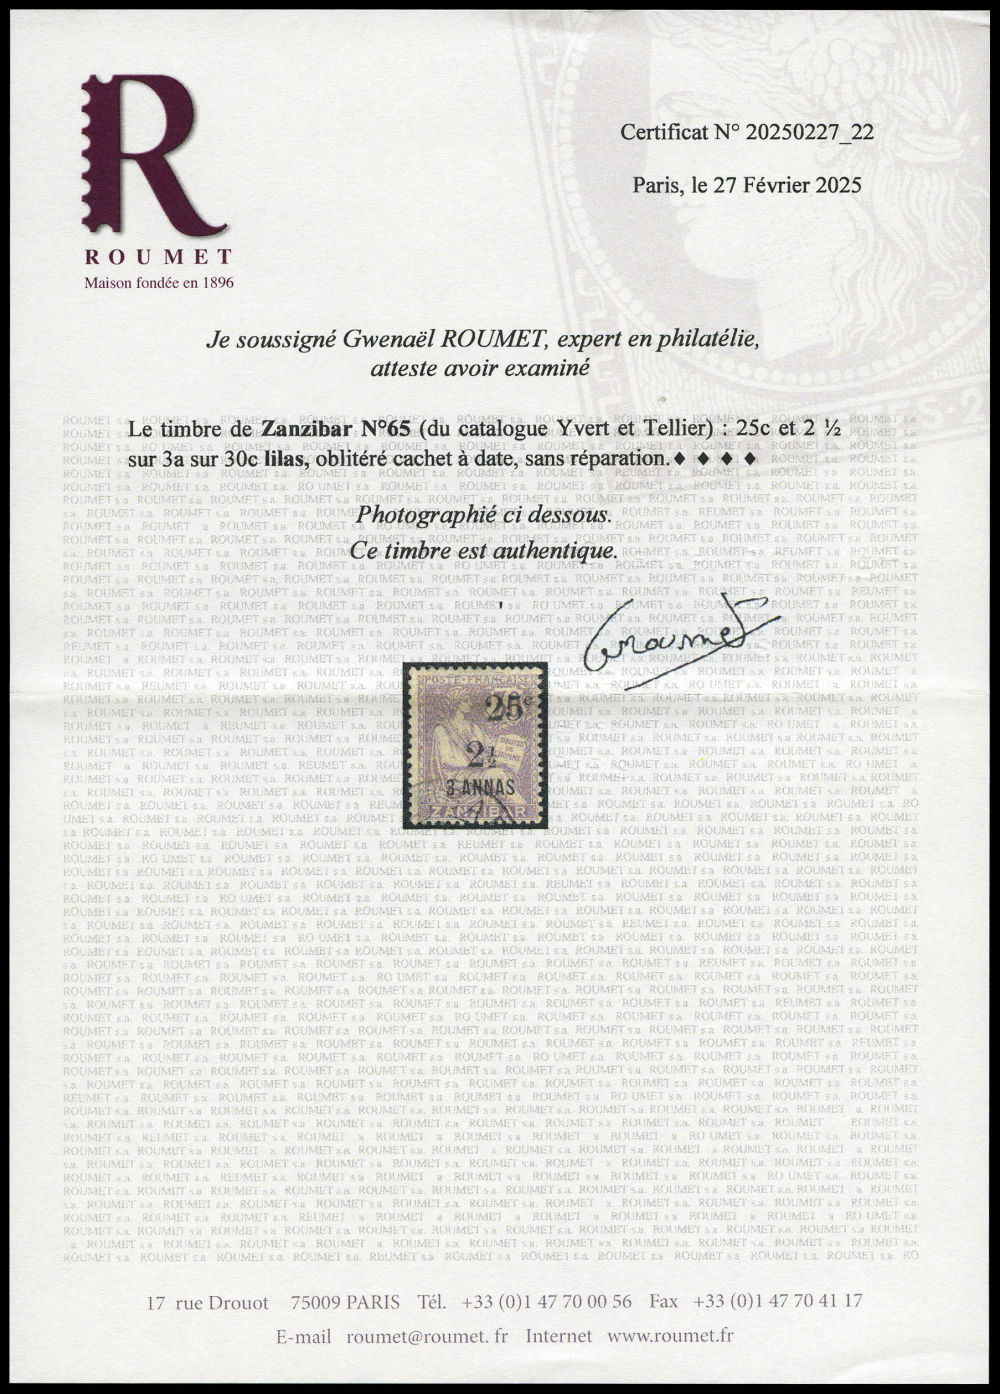 ROUMET
Maison fondée en 1896
Certificat N° 20250227_22
Paris, le 27 Février 2025
Je soussigné Gwenaël ROUMET, expert en philatélie,
atteste avoir examiné
Le timbre de Zanzibar N°65 (du catalogue Yvert et Tellier) : 25c et 2 ½
sur 3a sur 30c lilas, oblitéré cachet à date, sans réparation.♦ ♦ ♦ ♦
Photographié ci dessous.
Ce timbre est authentique.
GRoumet
POSTE·FRANÇAISE
25c
DROITS
DE
L'HOMME
2½
3 ANNAS
ZANZIBAR
17 rue Drouot 75009 PARIS Tél. +33 (0)1 47 70 00 56 Fax +33 (0)1 47 70 41 17
E-mail roumet@roumet. fr Internet www.roumet.fr